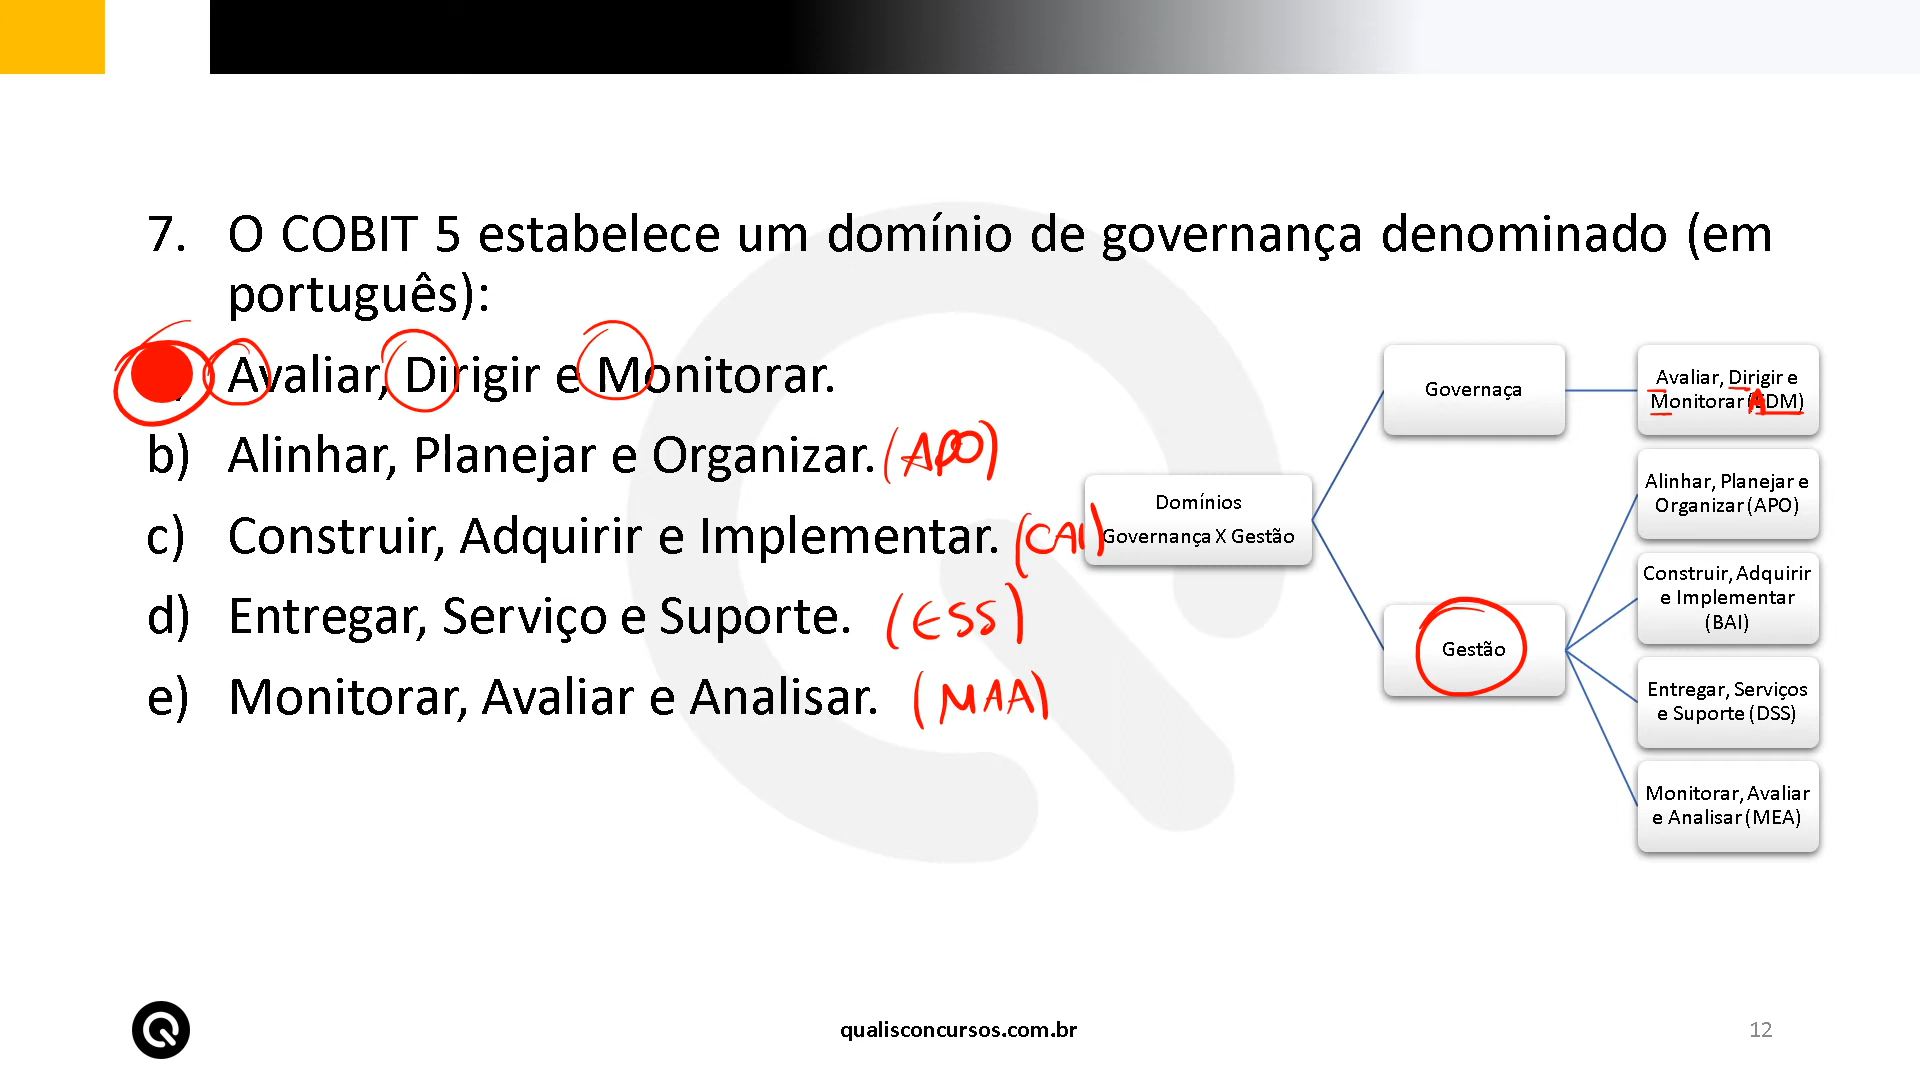 7. O COBIT 5 estabelece um domínio de governança denominado (em
português):
Avaliar, Dirigir e Monitorar.
b) Alinhar, Planejar e Organizar. (APO)
c) Construir, Adquirir e Implementar. (CAI)
d) Entregar, Serviço e Suporte. (ESS)
e) Monitorar, Avaliar e Analisar. (MAA)
Domínios
Governança X Gestão
Governaça
Gestão
Avaliar, Dirigir e
Monitorar (ADM)
Alinhar, Planejar e
Organizar (APO)
Construir, Adquirir
e Implementar
(BAI)
Entregar, Serviços
e Suporte (DSS)
Monitorar, Avaliar
e Analisar (MEA)
qualisconcursos.com.br
12